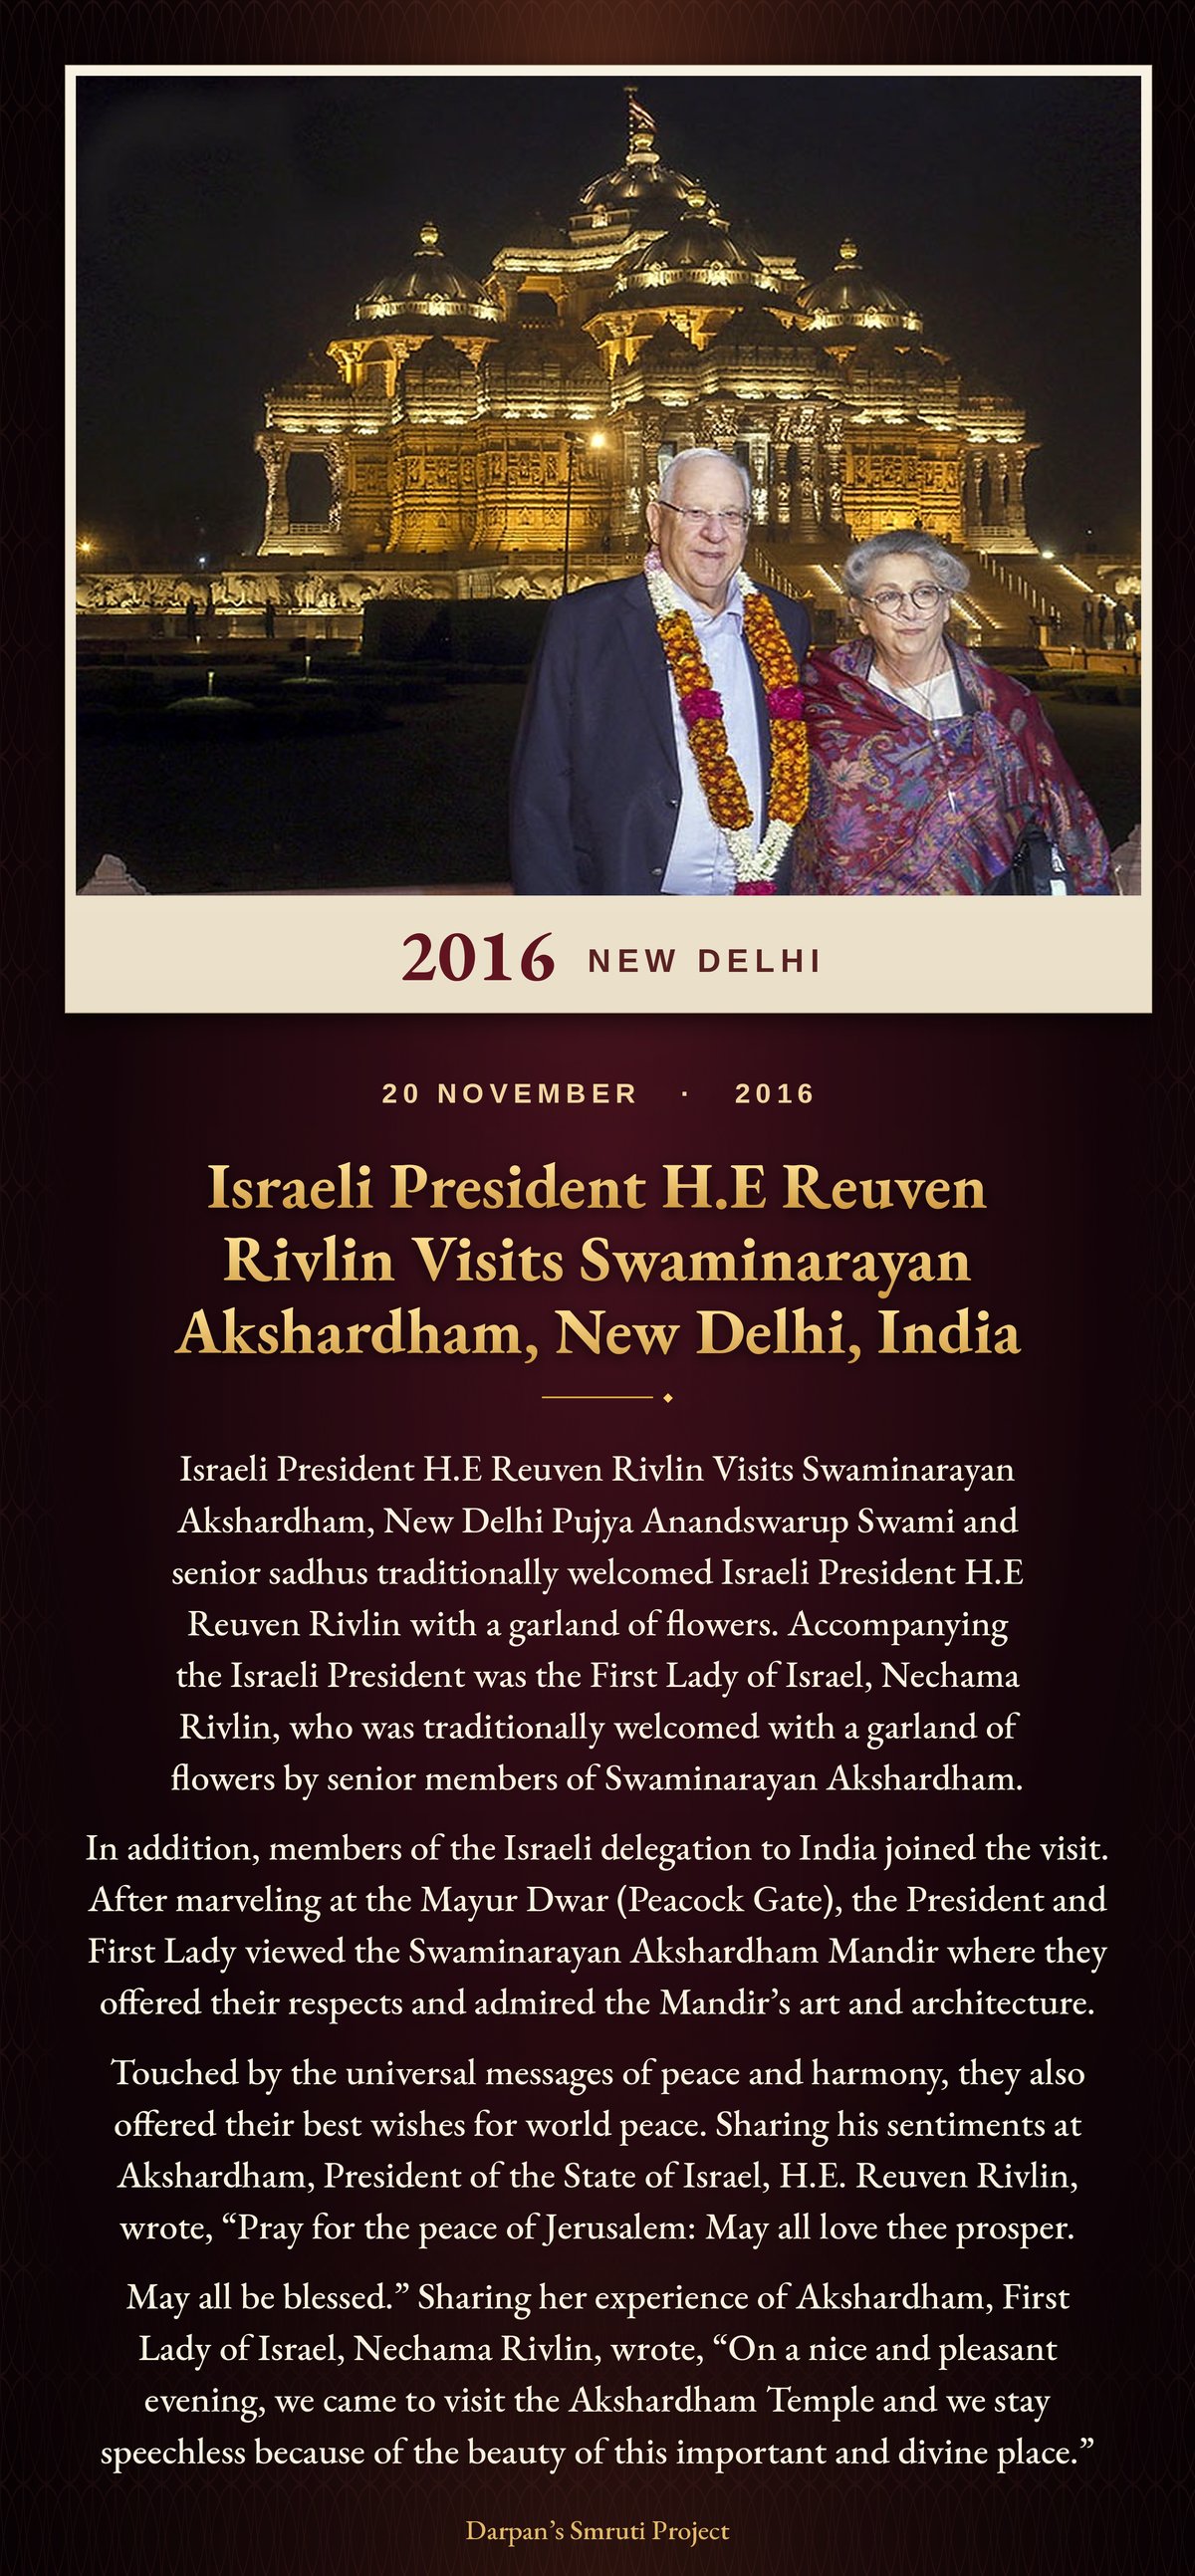 2016 NEW DELHI
20 NOVEMBER · 2016
Israeli President H.E Reuven
Rivlin Visits Swaminarayan
Akshardham, New Delhi, India
Israeli President H.E Reuven Rivlin Visits Swaminarayan
Akshardham, New Delhi Pujya Anandswarup Swami and
senior sadhus traditionally welcomed Israeli President H.E
Reuven Rivlin with a garland of flowers. Accompanying
the Israeli President was the First Lady of Israel, Nechama
Rivlin, who was traditionally welcomed with a garland of
flowers by senior members of Swaminarayan Akshardham.
In addition, members of the Israeli delegation to India joined the visit.
After marveling at the Mayur Dwar (Peacock Gate), the President and
First Lady viewed the Swaminarayan Akshardham Mandir where they
offered their respects and admired the Mandir’s art and architecture.
Touched by the universal messages of peace and harmony, they also
offered their best wishes for world peace. Sharing his sentiments at
Akshardham, President of the State of Israel, H.E. Reuven Rivlin,
wrote, “Pray for the peace of Jerusalem: May all love thee prosper.
May all be blessed.” Sharing her experience of Akshardham, First
Lady of Israel, Nechama Rivlin, wrote, “On a nice and pleasant
evening, we came to visit the Akshardham Temple and we stay
speechless because of the beauty of this important and divine place.”
Darpan’s Smruti Project